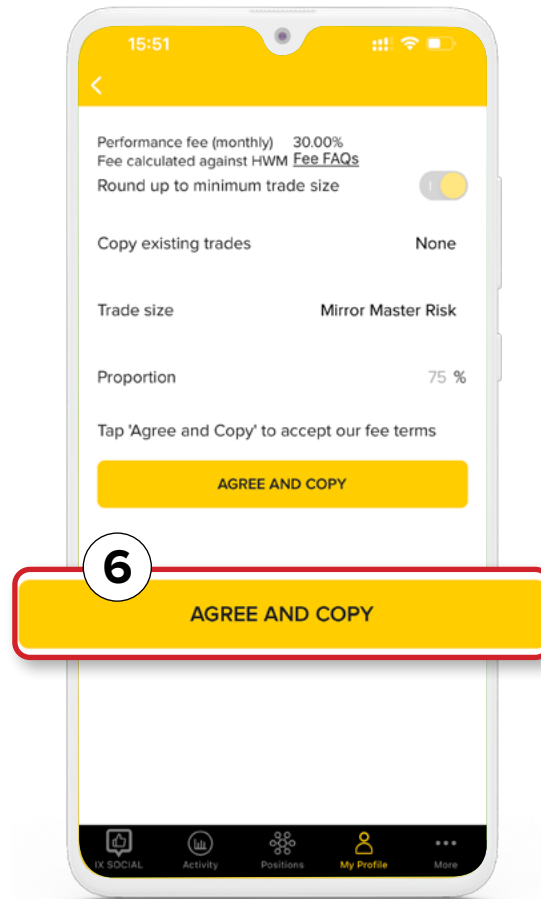 15:51
Performance fee (monthly) 30.00%
Fee calculated against HWM Fee FAQs
Round up to minimum trade size
Copy existing trades None
Trade size Mirror Master Risk
Proportion 75 %
Tap 'Agree and Copy' to accept our fee terms
AGREE AND COPY
6
AGREE AND COPY
IX SOCIAL Activity Positions My Profile More